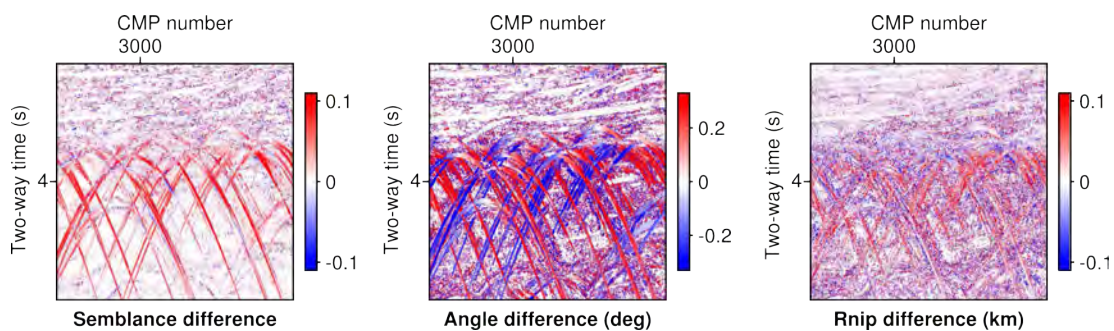 CMP number
3000
Two-way time (s)
4
0.1
0
-0.1
Semblance difference
CMP number
3000
Two-way time (s)
4
0.2
0
-0.2
Angle difference (deg)
CMP number
3000
Two-way time (s)
4
0.1
0
-0.1
Rnip difference (km)